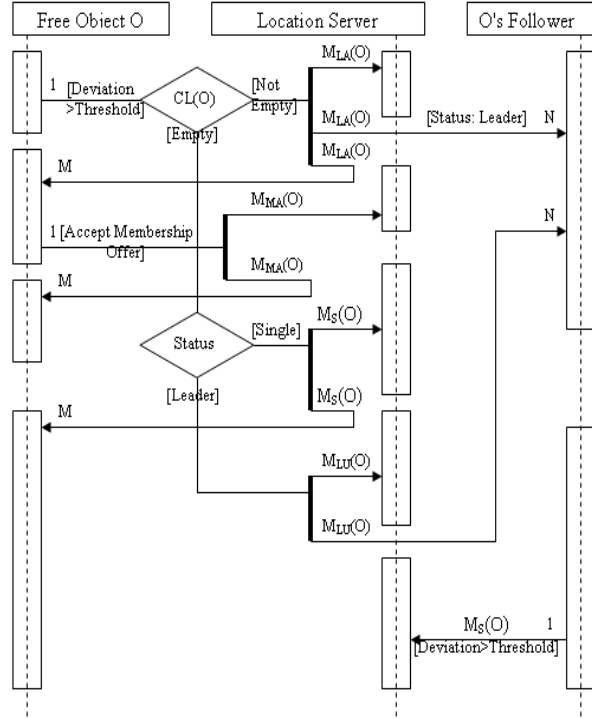 Free Object O
Location Server
O's Follower
M_LA(O)
1 [Deviation
>Threshold]
CL(O)
[Not
Empty]
[Empty]
M_LA(O)
[Status: Leader] N
M_LA(O)
M
M_MA(O)
1 [Accept Membership
Offer]
N
M_MA(O)
M
M_S(O)
Status
[Single]
[Leader]
M_S(O)
M
M_LU(O)
M_LU(O)
M_S(O) 1
[Deviation>Threshold]